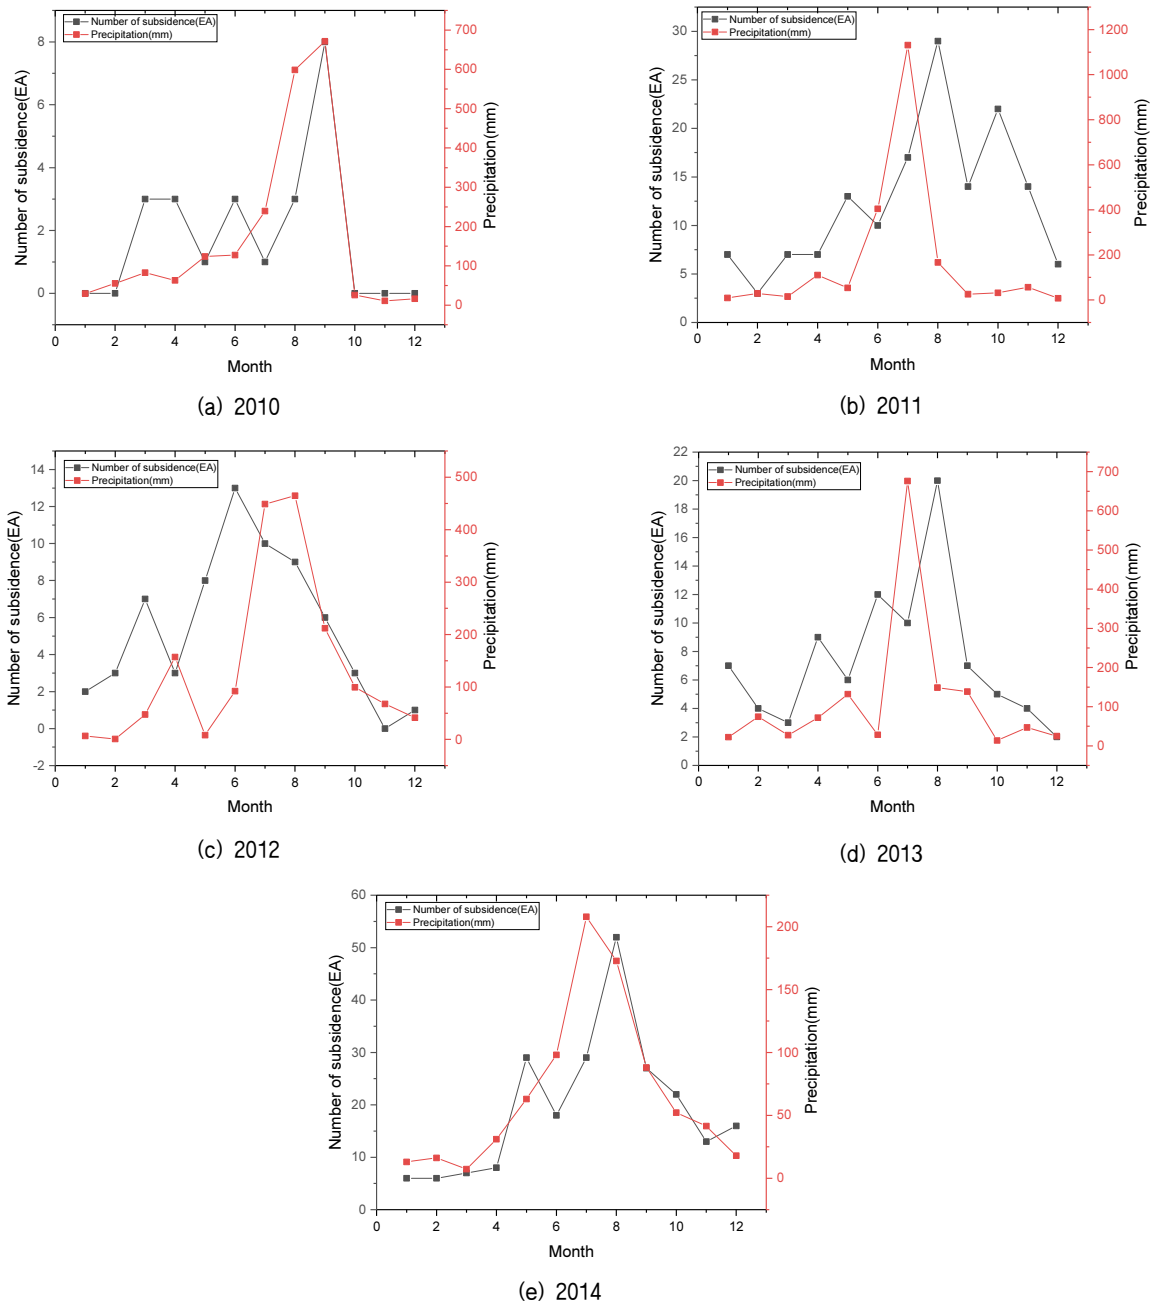 Number of subsidence(EA)
Precipitation(mm)
8
6
4
2
0
700
600
500
400
300
200
100
0
0 2 4 6 8 10 12
Number of subsidence(EA)
Precipitation(mm)
Month
(a) 2010
Number of subsidence(EA)
Precipitation(mm)
30
25
20
15
10
5
0
1200
1000
800
600
400
200
0
0 2 4 6 8 10 12
Number of subsidence(EA)
Precipitation(mm)
Month
(b) 2011
Number of subsidence(EA)
Precipitation(mm)
14
12
10
8
6
4
2
0
-2
500
400
300
200
100
0
0 2 4 6 8 10 12
Number of subsidence(EA)
Precipitation(mm)
Month
(c) 2012
Number of subsidence(EA)
Precipitation(mm)
22
20
18
16
14
12
10
8
6
4
2
0
700
600
500
400
300
200
100
0
0 2 4 6 8 10 12
Number of subsidence(EA)
Precipitation(mm)
Month
(d) 2013
Number of subsidence(EA)
Precipitation(mm)
60
50
40
30
20
10
0
200
150
100
50
0
0 2 4 6 8 10 12
Number of subsidence(EA)
Precipitation(mm)
Month
(e) 2014